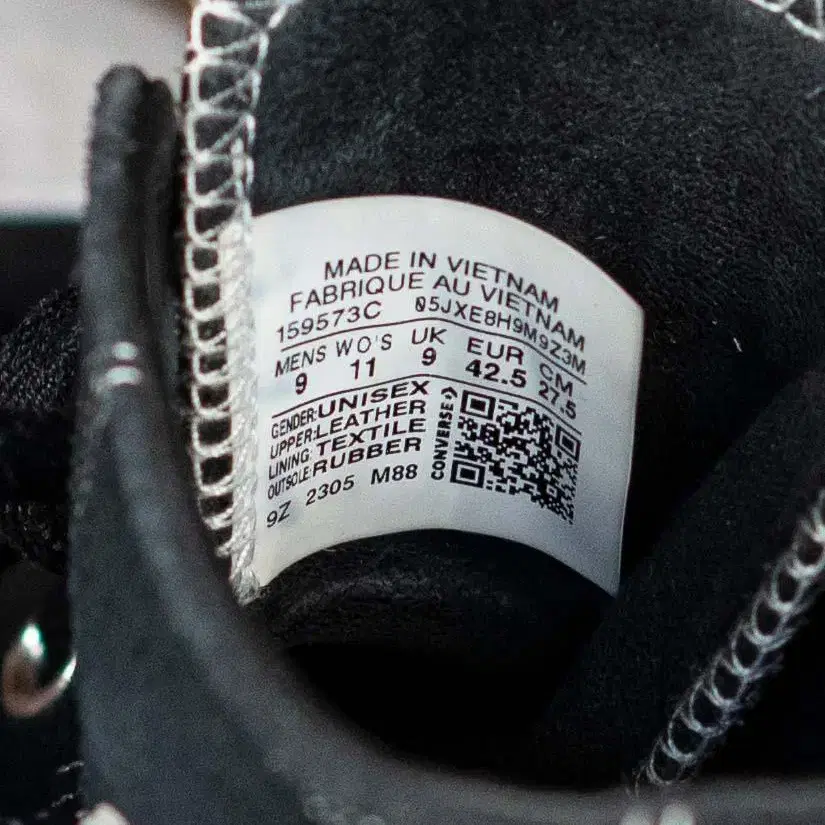 MADE IN VIETNAM
FABRIQUE AU VIETNAM
159573C 05JXE8H9M9Z3M
MENS WO'S UK EUR CM
9 11 9 42.5 27.5
GENDER:UNISEX
UPPER:LEATHER
LINING:TEXTILE
OUTSOLE:RUBBER
CONVERSE
9Z 2305 M88